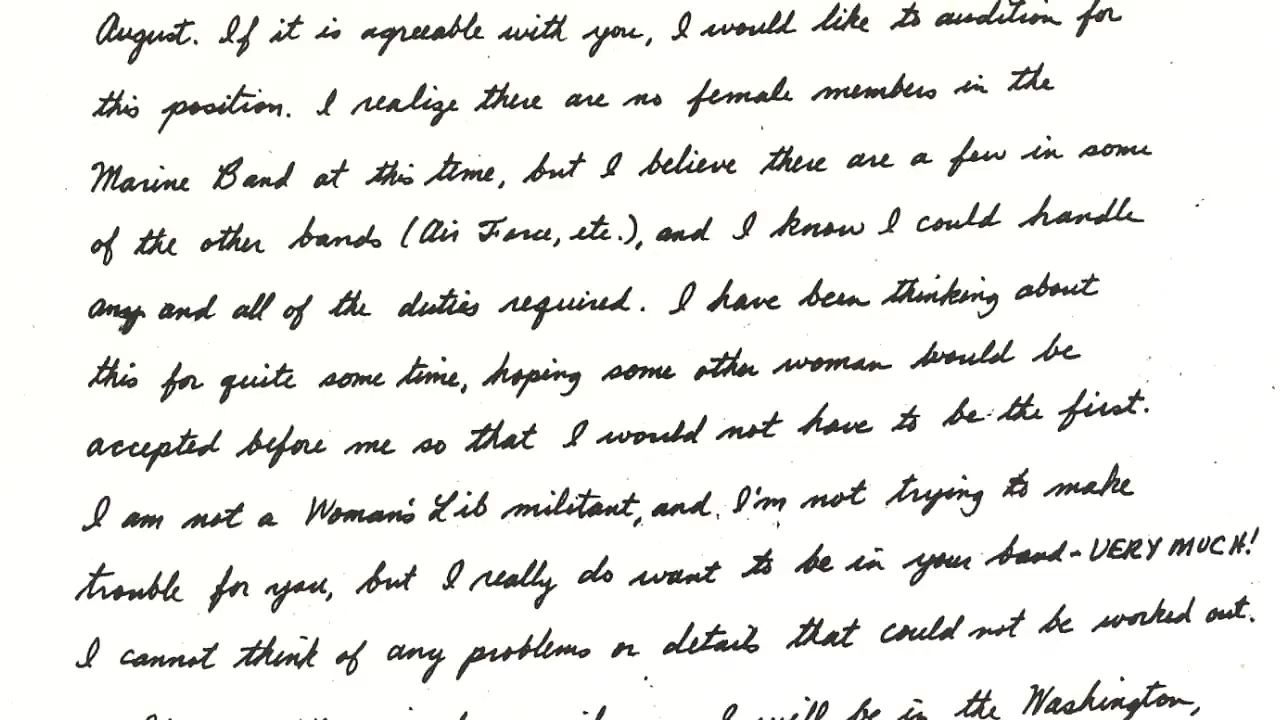 August. If it is agreeable with you, I would like to audition for
this position. I realize there are no female members in the
Marine Band at this time, but I believe there are a few in some
of the other bands (Air Force, etc.), and I know I could handle
any and all of the duties required. I have been thinking about
this for quite some time, hoping some other woman would be
accepted before me so that I would not have to be the first.
I am not a Woman's Lib militant, and I'm not trying to make
trouble for you, but I really do want to be in your band - VERY MUCH!
I cannot think of any problems or details that could not be worked out.
I will be in the Washington,